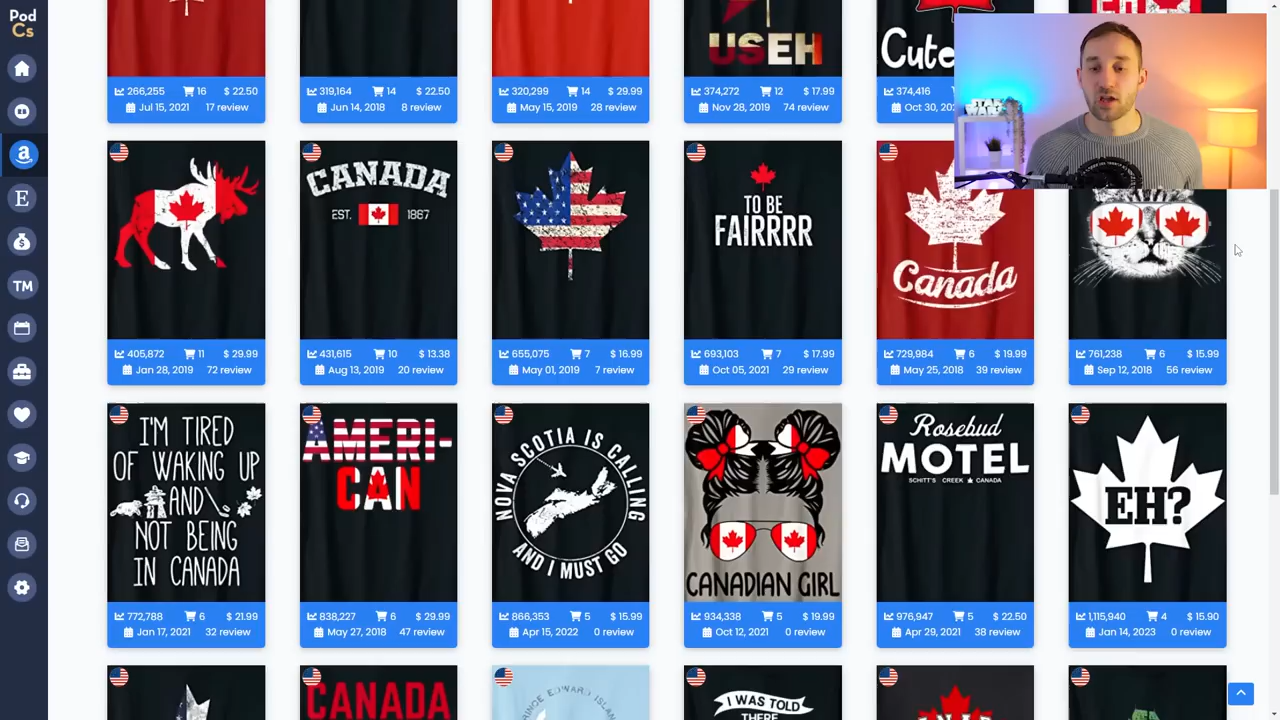 Pod
Cs
a
E
TM
USEH
Cute
EH
266,255 16 $ 22.50
Jul 15, 2021 17 review
319,164 14 $ 22.50
Jun 14, 2018 8 review
320,299 14 $ 29.99
May 15, 2019 28 review
374,272 12 $ 17.99
Nov 28, 2019 74 review
374,416
Oct 30, 202
CANADA
EST. 1867
TO BE
FAIRRRR
Canada
405,872 11 $ 29.99
Jan 28, 2019 72 review
431,615 10 $ 13.38
Aug 13, 2019 20 review
655,075 7 $ 16.99
May 01, 2019 7 review
693,103 7 $ 17.99
Oct 05, 2021 29 review
729,984 6 $ 19.99
May 25, 2018 39 review
761,238 6 $ 15.99
Sep 12, 2018 56 review
I'M TIRED
OF WAKING UP
AND
NOT BEING
IN CANADA
AMERI-
CAN
NOVA SCOTIA IS CALLING
AND I MUST GO
CANADIAN GIRL
Rosebud
MOTEL
SCHITT'S CREEK CANADA
EH?
772,788 6 $ 21.99
Jan 17, 2021 32 review
838,227 6 $ 29.99
May 27, 2018 47 review
866,353 5 $ 15.99
Apr 15, 2022 0 review
934,338 5 $ 19.99
Oct 12, 2021 0 review
976,947 5 $ 22.50
Apr 29, 2021 38 review
1,115,940 4 $ 15.90
Jan 14, 2023 0 review
CANADA
PRINCE EDWARD ISLAND
I WAS TOLD
THERE